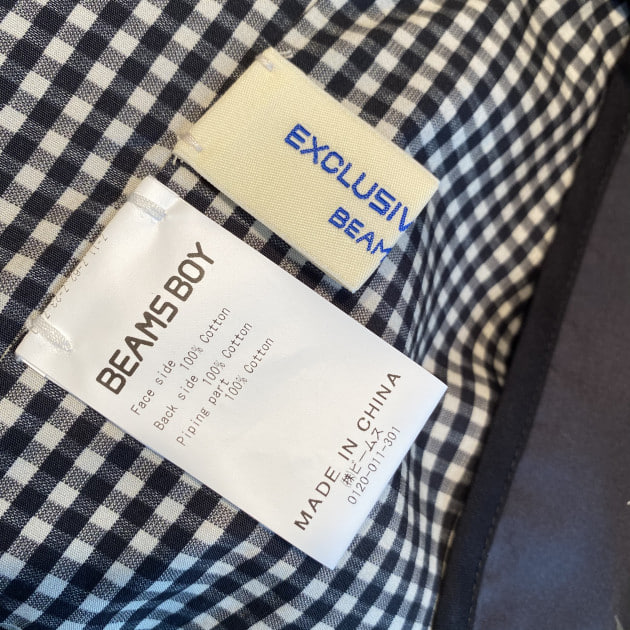 EXCLUSIV
BEAM
BEAMS BOY
Face side
100% Cotton
Back side
100% Cotton
Piping part
100% Cotton
MADE IN CHINA
㈱ビームス
0120-011-301